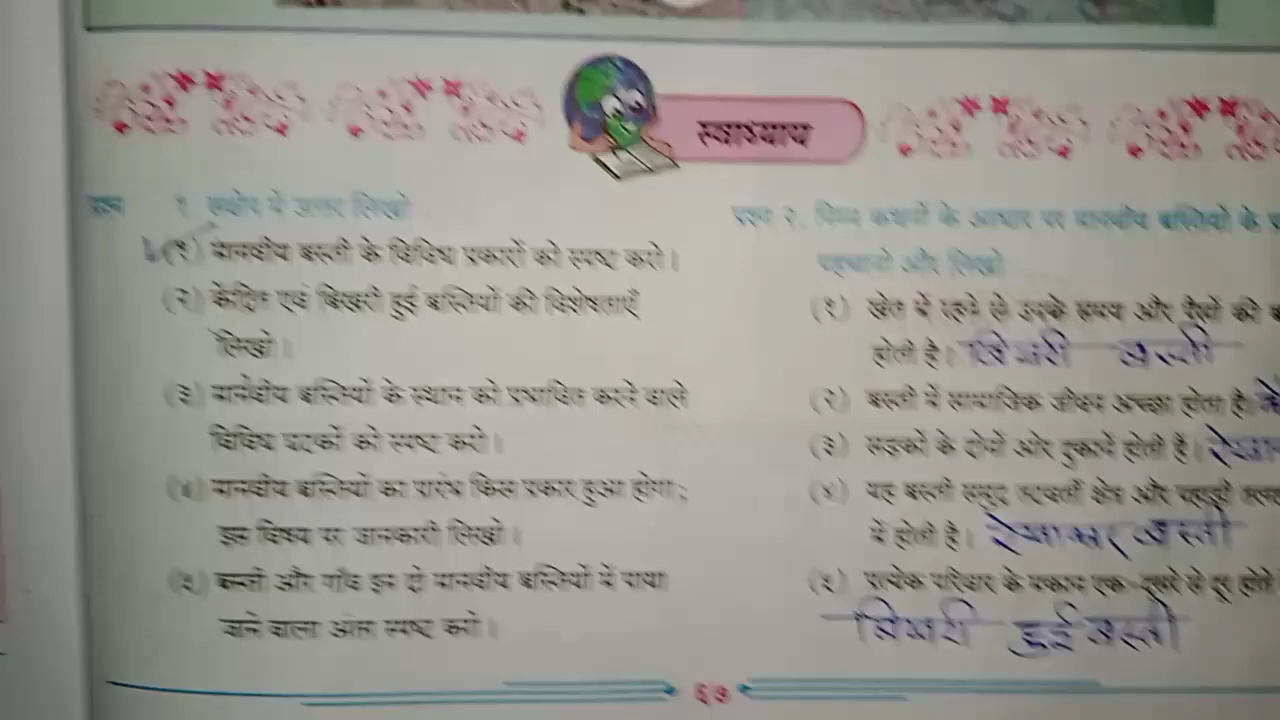 स्वाध्याय
प्रश्न १. संक्षेप में उत्तर लिखो
(१) मानवीय बस्ती के विविध प्रकारों को स्पष्ट करो।
(२) केंद्रित एवं बिखरी हुई बस्तियों की विशेषताएँ
लिखो।
(३) मानवीय बस्तियों के स्थान को प्रभावित करने वाले
विविध घटकों को स्पष्ट करो।
(४) मानवीय बस्तियों का प्रारंभ किस प्रकार हुआ होगा;
इस विषय पर जानकारी लिखो।
(५) बस्ती और गाँव इन दो मानवीय बस्तियों में पाया
जाने वाला अंतर स्पष्ट करो।
प्रश्न २. निम्न कथनों के आधार पर मानवीय बस्तियों के
पहचानो और लिखो
(१) खेत में रहने से उनके समय और पैसों की
होती है। बिखरी बस्ती
(२) बस्ती में सामाजिक जीवन अच्छा होता है।
(३) सड़कों के दोनों ओर दुकानें होती हैं।
(४) यह बस्ती समुद्र तटवर्ती क्षेत्र और पहाड़ी
में होती है। रेखाकार बस्ती
(५) प्रत्येक परिवार के मकान एक-दूसरे से दूर होते
बिखरी हुई बस्ती
६७